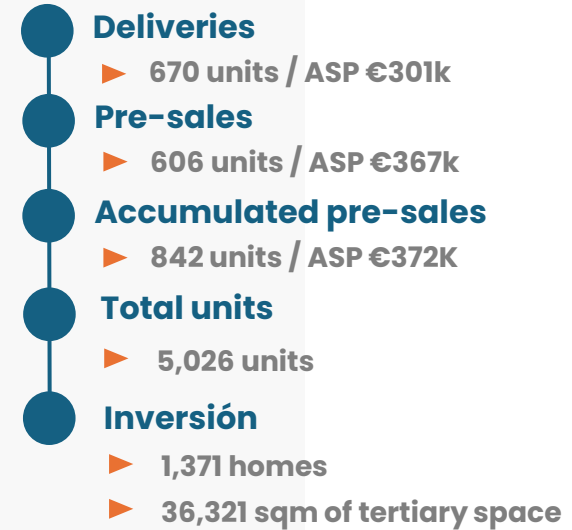 Deliveries
670 units / ASP €301k
Pre-sales
606 units / ASP €367k
Accumulated pre-sales
842 units / ASP €372K
Total units
5,026 units
Inversión
1,371 homes
36,321 sqm of tertiary space